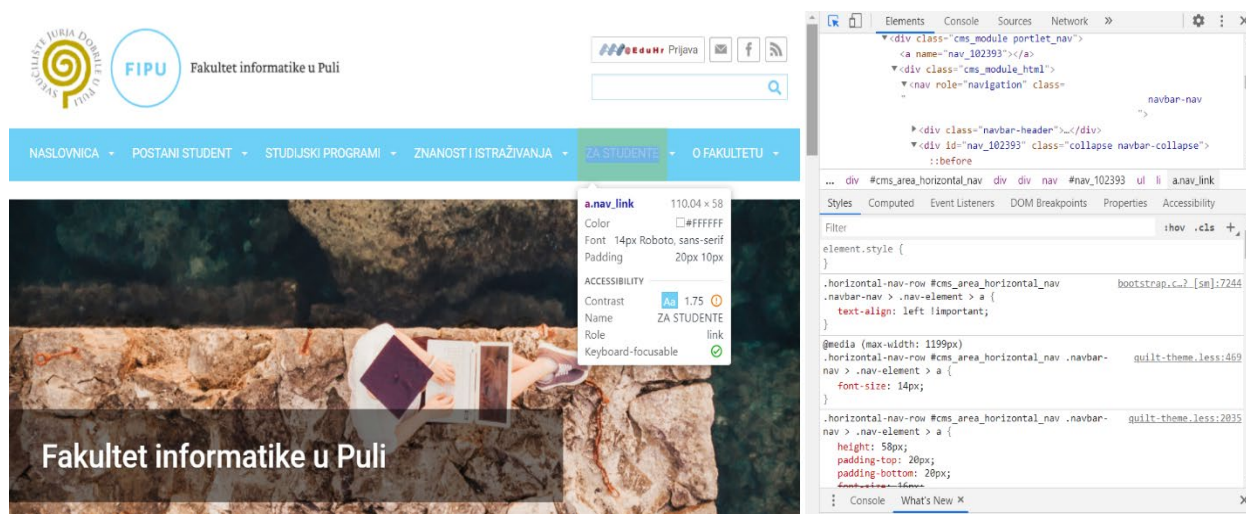 SVEUČILIŠTE JURJA DOBRILE U PULI
FIPU
Fakultet informatike u Puli
@EduHr Prijava
NASLOVNICA
POSTANI STUDENT
STUDIJSKI PROGRAMI
ZNANOST I ISTRAŽIVANJA
ZA STUDENTE
O FAKULTETU
a.nav_link 110.04 × 58
Color #FFFFFF
Font 14px Roboto, sans-serif
Padding 20px 10px
ACCESSIBILITY
Contrast Aa 1.75
Name ZA STUDENTE
Role link
Keyboard-focusable
Fakultet informatike u Puli
Elements Console Sources Network »
▼<div class="cms_module portlet_nav">
<a name="nav_102393"></a>
▼<div class="cms_module_html">
▼<nav role="navigation" class=
"
navbar-nav
">
▶<div class="navbar-header">…</div>
▼<div id="nav_102393" class="collapse navbar-collapse">
::before
... div #cms_area_horizontal_nav div div nav #nav_102393 ul li a.nav_link
Styles Computed Event Listeners DOM Breakpoints Properties Accessibility
Filter :hov .cls +
element.style {
}
.horizontal-nav-row #cms_area_horizontal_nav bootstrap.c…? [sm]:7244
.navbar-nav > .nav-element > a {
text-align: left !important;
}
@media (max-width: 1199px)
.horizontal-nav-row #cms_area_horizontal_nav .navbar- quilt-theme.less:469
nav > .nav-element > a {
font-size: 14px;
}
.horizontal-nav-row #cms_area_horizontal_nav .navbar- quilt-theme.less:2035
nav > .nav-element > a {
height: 58px;
padding-top: 20px;
padding-bottom: 20px;
font-size: 16px;
Console What's New ×